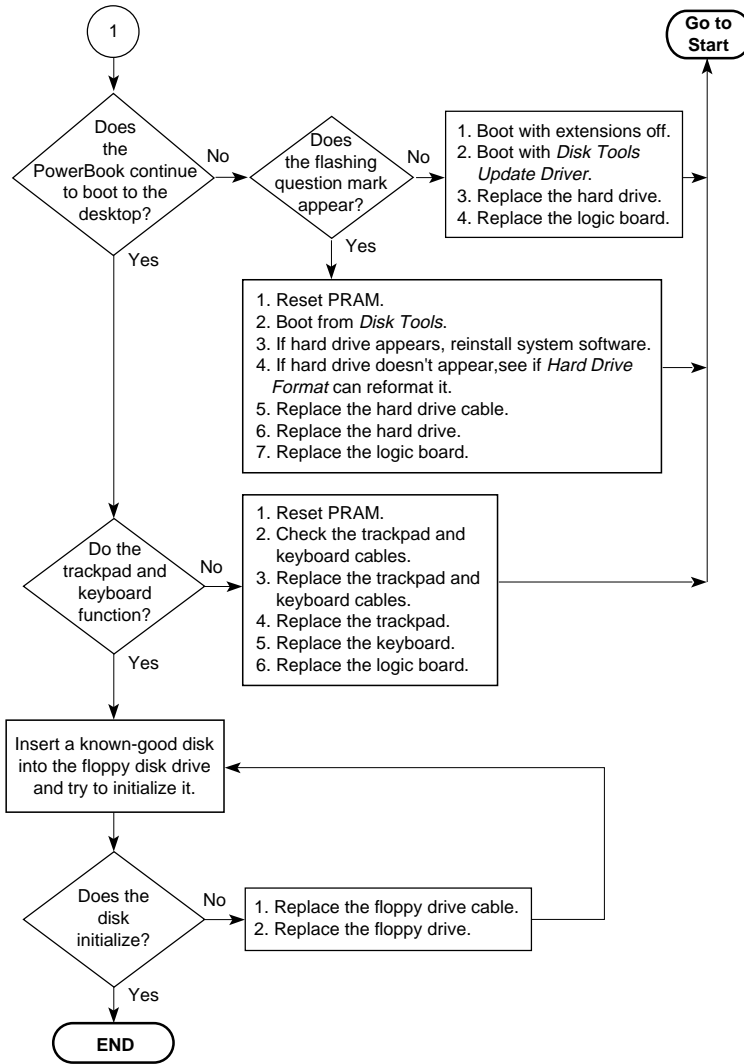 1
Go to
Start
Does
the
PowerBook continue
to boot to the
desktop?
No
Does
the flashing
question mark
appear?
No
1. Boot with extensions off.
2. Boot with Disk Tools
Update Driver.
3. Replace the hard drive.
4. Replace the logic board.
Yes
Yes
1. Reset PRAM.
2. Boot from Disk Tools.
3. If hard drive appears, reinstall system software.
4. If hard drive doesn't appear,see if Hard Drive
Format can reformat it.
5. Replace the hard drive cable.
6. Replace the hard drive.
7. Replace the logic board.
Do the
trackpad and
keyboard
function?
No
1. Reset PRAM.
2. Check the trackpad and
keyboard cables.
3. Replace the trackpad and
keyboard cables.
4. Replace the trackpad.
5. Replace the keyboard.
6. Replace the logic board.
Yes
Insert a known-good disk
into the floppy disk drive
and try to initialize it.
Does the
disk
initialize?
No
1. Replace the floppy drive cable.
2. Replace the floppy drive.
Yes
END